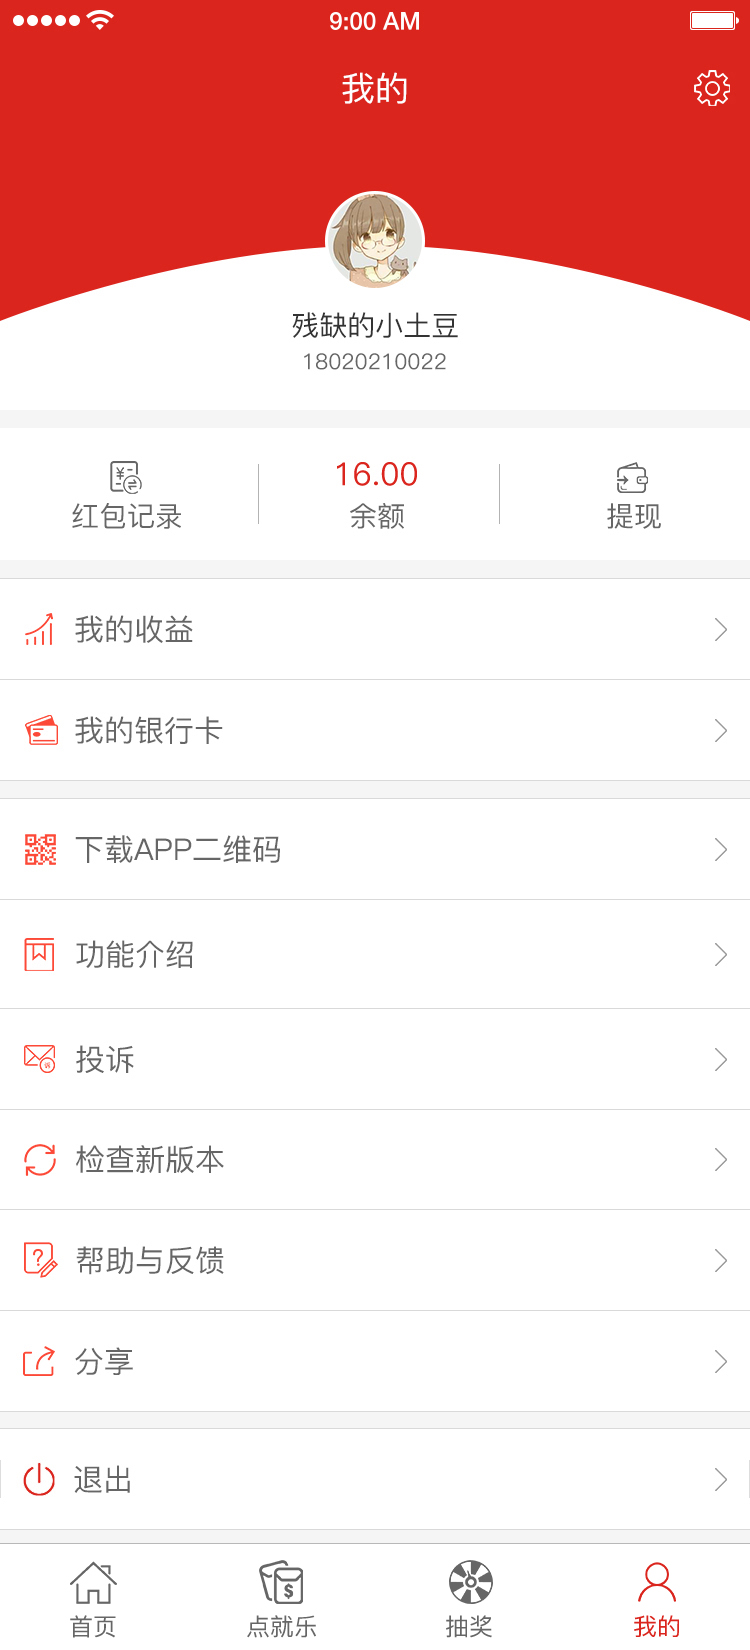 9:00 AM
我的
残缺的小土豆
18020210022
16.00
红包记录 余额 提现
我的收益
我的银行卡
下载APP二维码
功能介绍
投诉
检查新版本
帮助与反馈
分享
退出
首页 点就乐 抽奖 我的